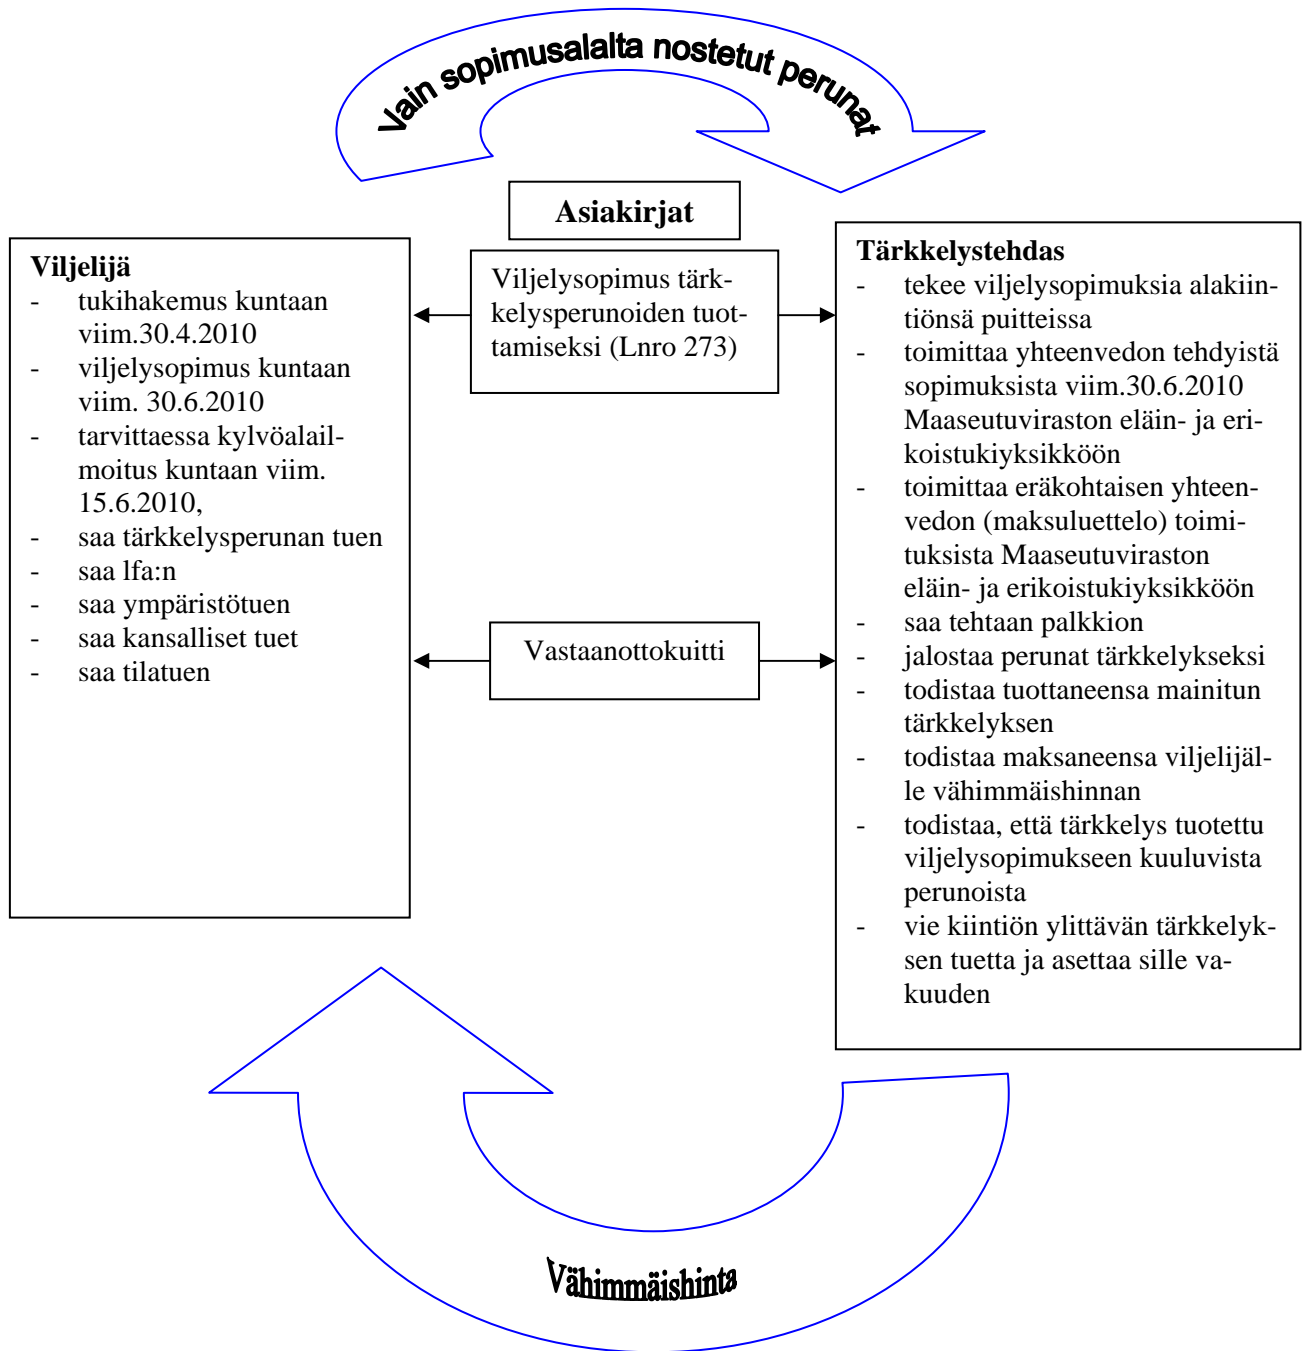 Vain sopimusalalta nostetut perunat
Asiakirjat
Viljelijä
- tukihakemus kuntaan
viim.30.4.2010
- viljelysopimus kuntaan
viim. 30.6.2010
- tarvittaessa kylvöalail-
moitus kuntaan viim.
15.6.2010,
- saa tärkkelysperunan tuen
- saa lfa:n
- saa ympäristötuen
- saa kansalliset tuet
- saa tilatuen
Viljelysopimus tärk-
kelysperunoiden tuot-
tamiseksi (Lnro 273)
Vastaanottokuitti
Tärkkelystehdas
- tekee viljelysopimuksia alakiin-
tiönsä puitteissa
- toimittaa yhteenvedon tehdyistä
sopimuksista viim.30.6.2010
Maaseutuviraston eläin- ja eri-
koistukiyksikköön
- toimittaa eräkohtaisen yhteen-
vedon (maksuluettelo) toimi-
tuksista Maaseutuviraston
eläin- ja erikoistukiyksikköön
- saa tehtaan palkkion
- jalostaa perunat tärkkelykseksi
- todistaa tuottaneensa mainitun
tärkkelyksen
- todistaa maksaneensa viljelijäl-
le vähimmäishinnan
- todistaa, että tärkkelys tuotettu
viljelysopimukseen kuuluvista
perunoista
- vie kiintiön ylittävän tärkkelyk-
sen tuetta ja asettaa sille va-
kuuden
Vähimmäishinta